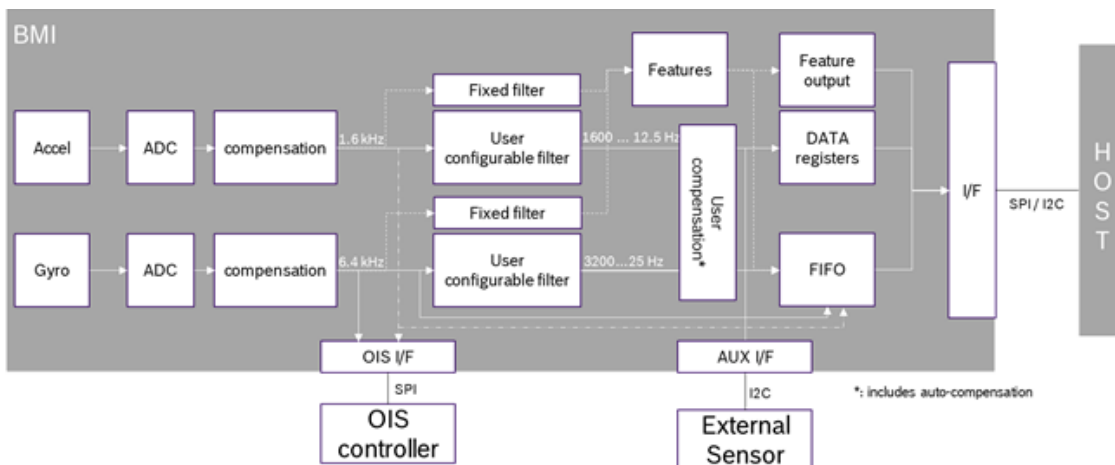 BMI
Fixed filter
Features
Feature
output
Accel
ADC
compensation
1.6 kHz
User
configurable filter
1600 ... 12.5 Hz
DATA
registers
User
compensation*
Fixed filter
Gyro
ADC
compensation
6.4 kHz
User
configurable filter
3200...25 Hz
FIFO
I/F
SPI / I2C
HOST
OIS I/F
SPI
OIS
controller
AUX I/F
I2C
External
Sensor
*: includes auto-compensation